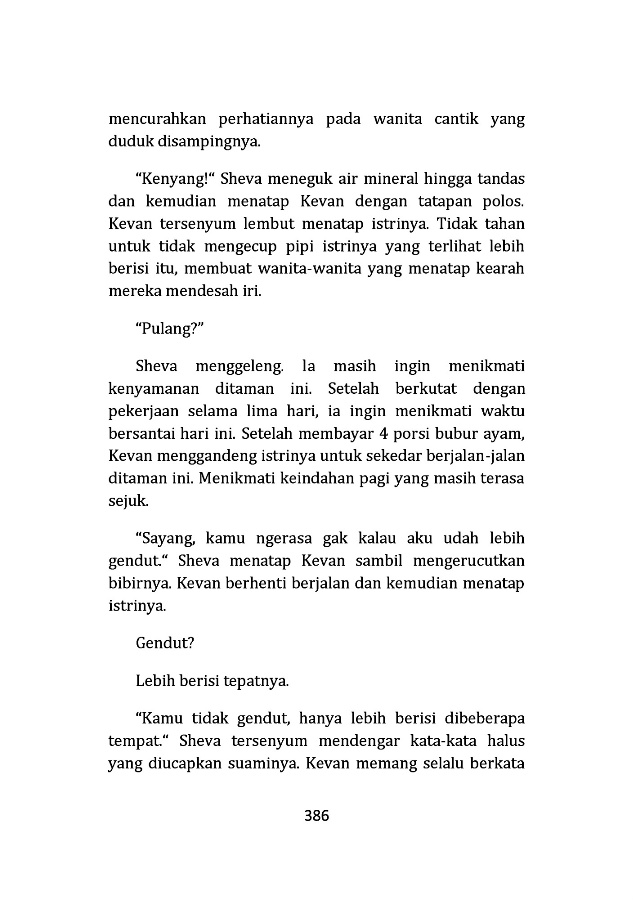 mencurahkan perhatiannya pada wanita cantik yang
duduk disampingnya.
“Kenyang!“ Sheva meneguk air mineral hingga tandas
dan kemudian menatap Kevan dengan tatapan polos.
Kevan tersenyum lembut menatap istrinya. Tidak tahan
untuk tidak mengecup pipi istrinya yang terlihat lebih
berisi itu, membuat wanita-wanita yang menatap kearah
mereka mendesah iri.
“Pulang?”
Sheva menggeleng. Ia masih ingin menikmati
kenyamanan ditaman ini. Setelah berkutat dengan
pekerjaan selama lima hari, ia ingin menikmati waktu
bersantai hari ini. Setelah membayar 4 porsi bubur ayam,
Kevan menggandeng istrinya untuk sekedar berjalan-jalan
ditaman ini. Menikmati keindahan pagi yang masih terasa
sejuk.
“Sayang, kamu ngerasa gak kalau aku udah lebih
gendut.“ Sheva menatap Kevan sambil mengerucutkan
bibirnya. Kevan berhenti berjalan dan kemudian menatap
istrinya.
Gendut?
Lebih berisi tepatnya.
“Kamu tidak gendut, hanya lebih berisi dibeberapa
tempat.“ Sheva tersenyum mendengar kata-kata halus
yang diucapkan suaminya. Kevan memang selalu berkata
386